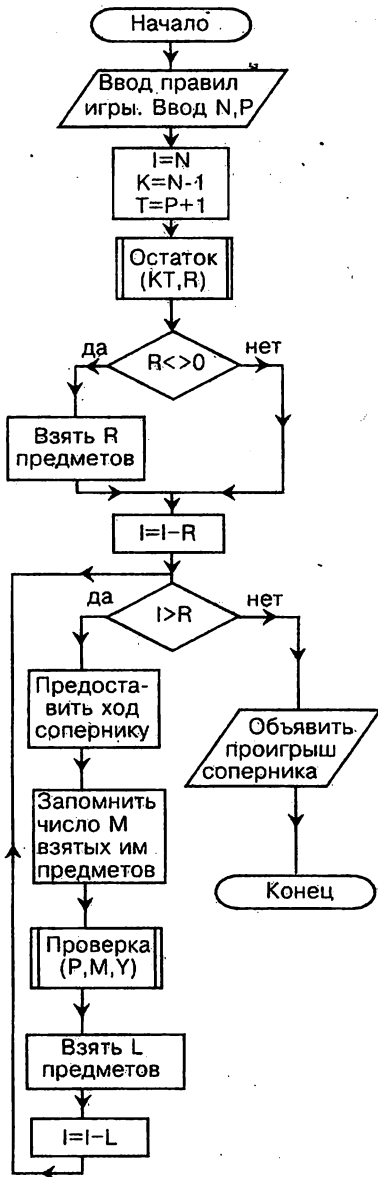 Начало
Ввод правил
игры. Ввод N,P
I=N
K=N-1
T=P+1
Остаток
(KT,R)
да
R<>0
нет
Взять R
предметов
I=I-R
да
I>R
нет
Предоста-
вить ход
сопернику
Объявить
проигрыш
соперника
Запомнить
число M
взятых им
предметов
Конец
Проверка
(P,M,Y)
Взять L
предметов
I=I-L